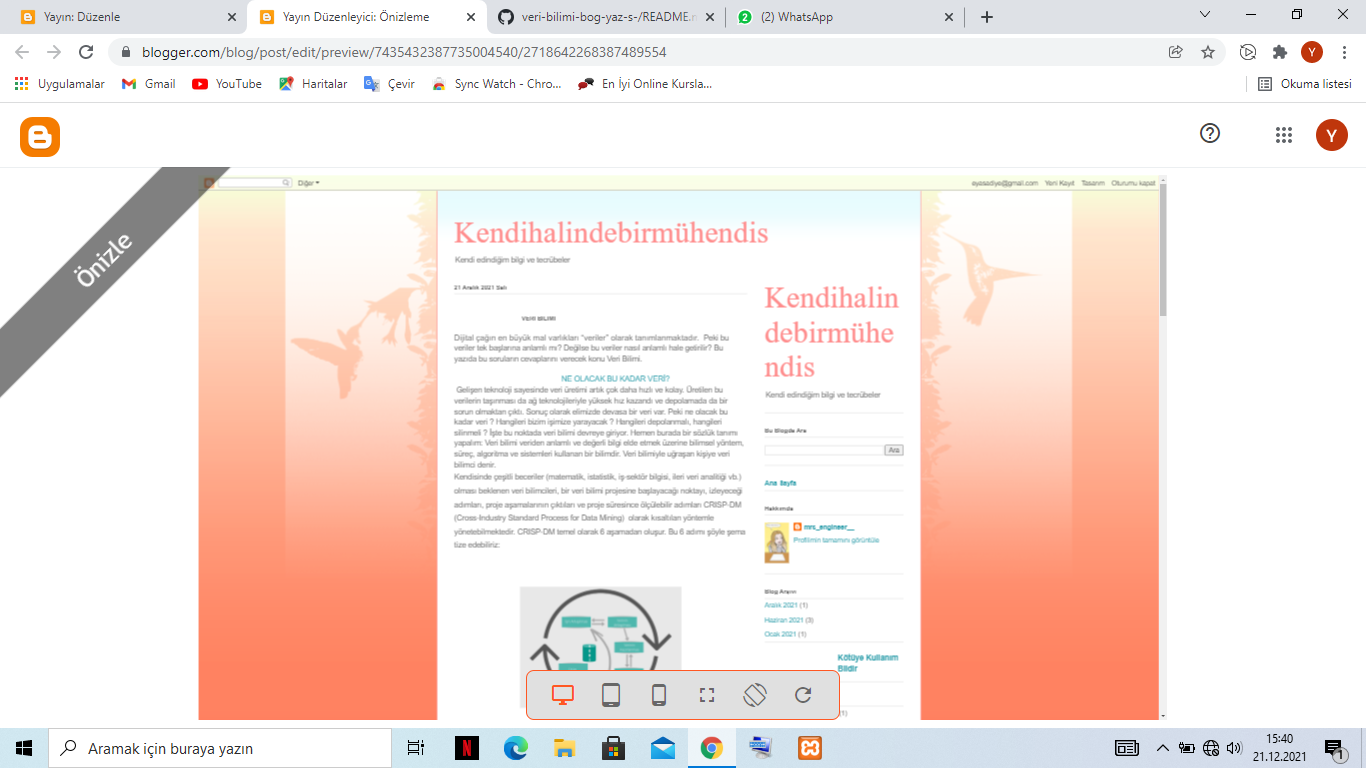 Yayın: Düzenle
Yayın Düzenleyici: Önizleme
veri-bilimi-bog-yaz-s-/README.
(2) WhatsApp
blogger.com/blog/post/edit/preview/7435432387735004540/2718642268387489554
Y
Uygulamalar
Gmail
YouTube
Haritalar
Çevir
Sync Watch - Chro...
En İyi Online Kursla...
Okuma listesi
Y
Önizle
Diğer
ayasadiye@gmail.com Yeni Kayıt Tasarım Oturumu kapat
Kendihalindebirmühendis
Kendi edindiğim bilgi ve tecrübeler
21 Aralık 2021 Salı
VERİ BİLİMİ
Dijital çağın en büyük mal varlıkları “veriler” olarak tanımlanmaktadır. Peki bu
veriler tek başlarına anlamlı mı? Değilse bu veriler nasıl anlamlı hale getirilir? Bu
yazıda bu soruların cevaplarını verecek konu Veri Bilimi.
NE OLACAK BU KADAR VERİ?
Gelişen teknoloji sayesinde veri üretimi artık çok daha hızlı ve kolay. Üretilen bu
verilerin taşınması da ağ teknolojileriyle yüksek hız kazandı ve depolamada da bir
sorun olmaktan çıktı. Sonuç olarak elimizde devasa bir veri var. Peki ne olacak bu
kadar veri ? Hangileri bizim işimize yarayacak ? Hangileri depolanmalı, hangileri
silinmeli ? İşte bu noktada veri bilimi devreye giriyor. Hemen burada bir sözlük tanımı
yapalım: Veri bilimi veriden anlamlı ve değerli bilgi elde etmek üzerine bilimsel yöntem,
süreç, algoritma ve sistemleri kullanan bir bilimdir. Veri bilimiyle uğraşan kişiye veri
bilimci denir.
Kendisinde çeşitli beceriler (matematik, istatistik, iş-sektör bilgisi, ileri veri analitiği vb.)
olması beklenen veri bilimcileri, bir veri bilimi projesine başlayacağı noktayı, izleyeceği
adımları, proje aşamalarının çıktıları ve proje süresince ölçülebilir adımları CRISP-DM
(Cross-Industry Standard Process for Data Mining) olarak kısaltılan yöntemle
yönetebilmektedir. CRISP-DM temel olarak 6 aşamadan oluşur. Bu 6 adımı şöyle şema
tize edebiliriz:
Kendihalin
debirmühe
ndis
Kendi edindiğim bilgi ve tecrübeler
Bu Blogda Ara
Ara
Ana Sayfa
Hakkımda
mrs_engineer__
Profilimin tamamını görüntüle
Blog Arşivi
Aralık 2021 (1)
Haziran 2021 (3)
Ocak 2021 (1)
Kötüye Kullanım
Bildir
(1)
Aramak için buraya yazın
15:40
21.12.2021
1